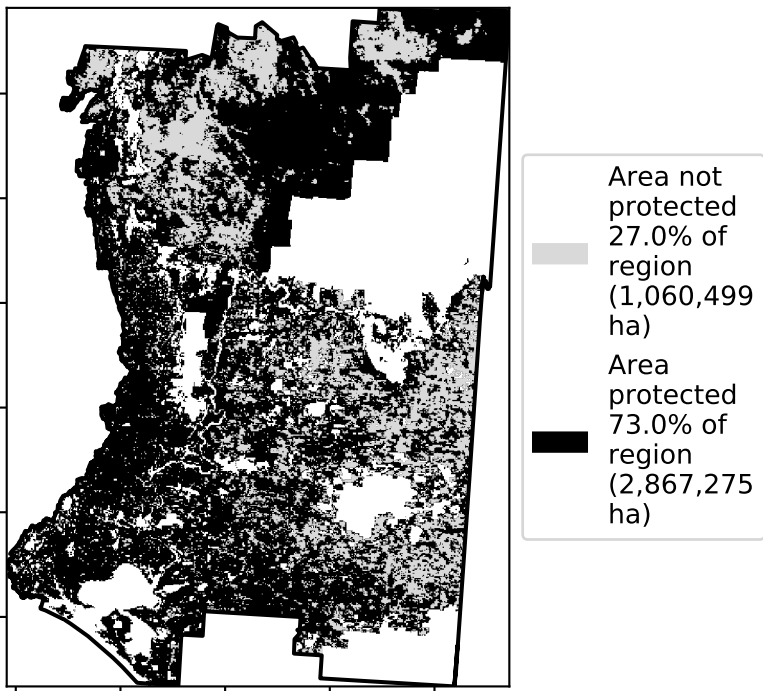 Area not
protected
27.0% of
region
(1,060,499
ha)
Area
protected
73.0% of
region
(2,867,275
ha)